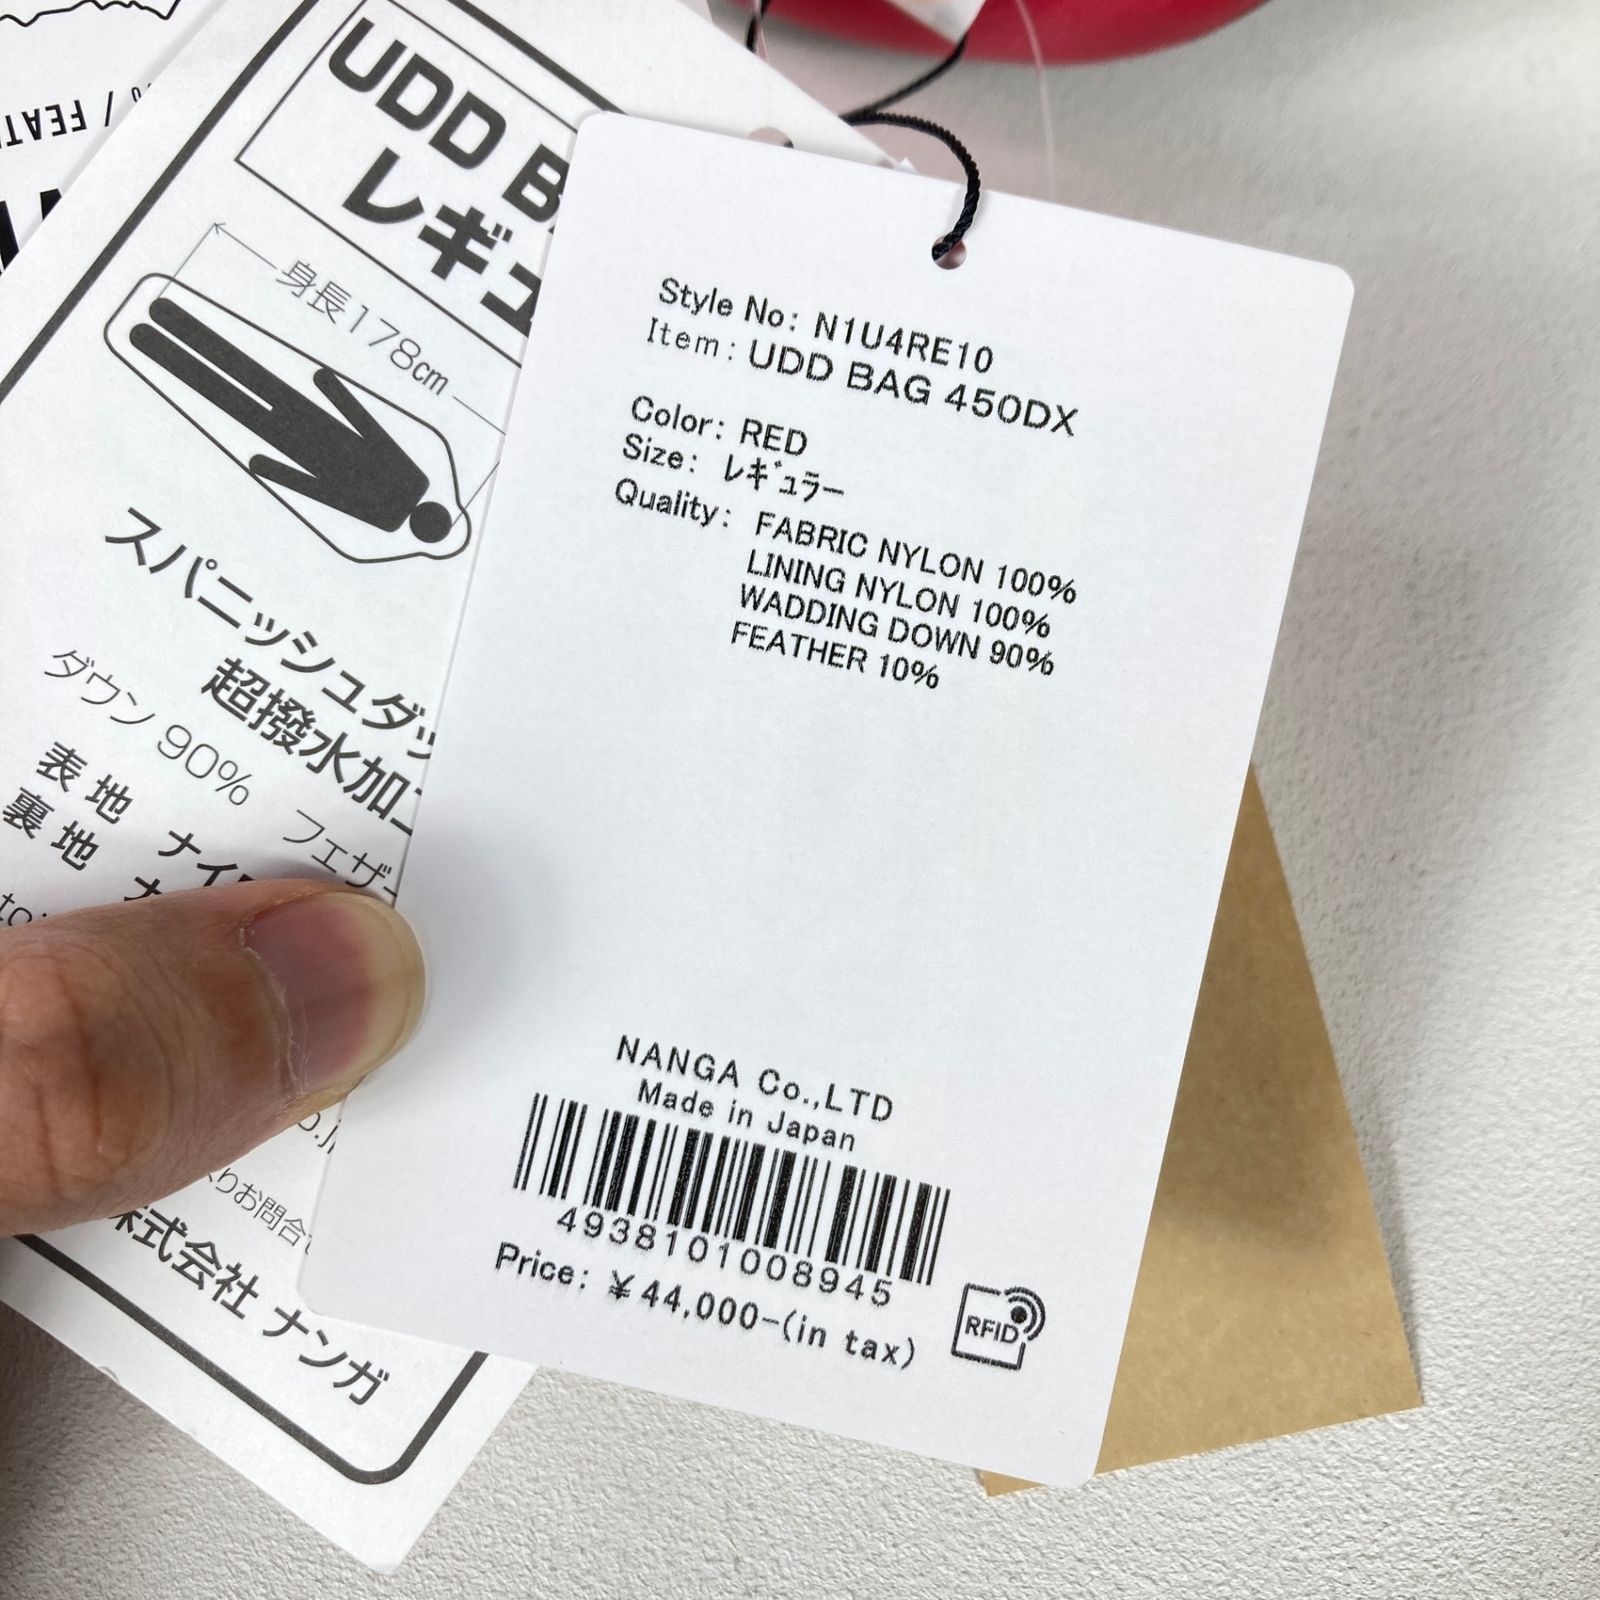 Style No: N1U4RE10
Item: UDD BAG 450DX
Color: RED
Size: レギュラー
Quality: FABRIC NYLON 100%
LINING NYLON 100%
WADDING DOWN 90%
FEATHER 10%
NANGA Co.,LTD
Made in Japan
4938101008945
Price: ¥44,000-(in tax)
RFID
UDD
レギュ
身長178㎝
スパニッシュダッ
超撥水加
ダウン 90% フェザー
表地 ナイ
裏地
お問合
株式会社 ナンガ
/ FEAT